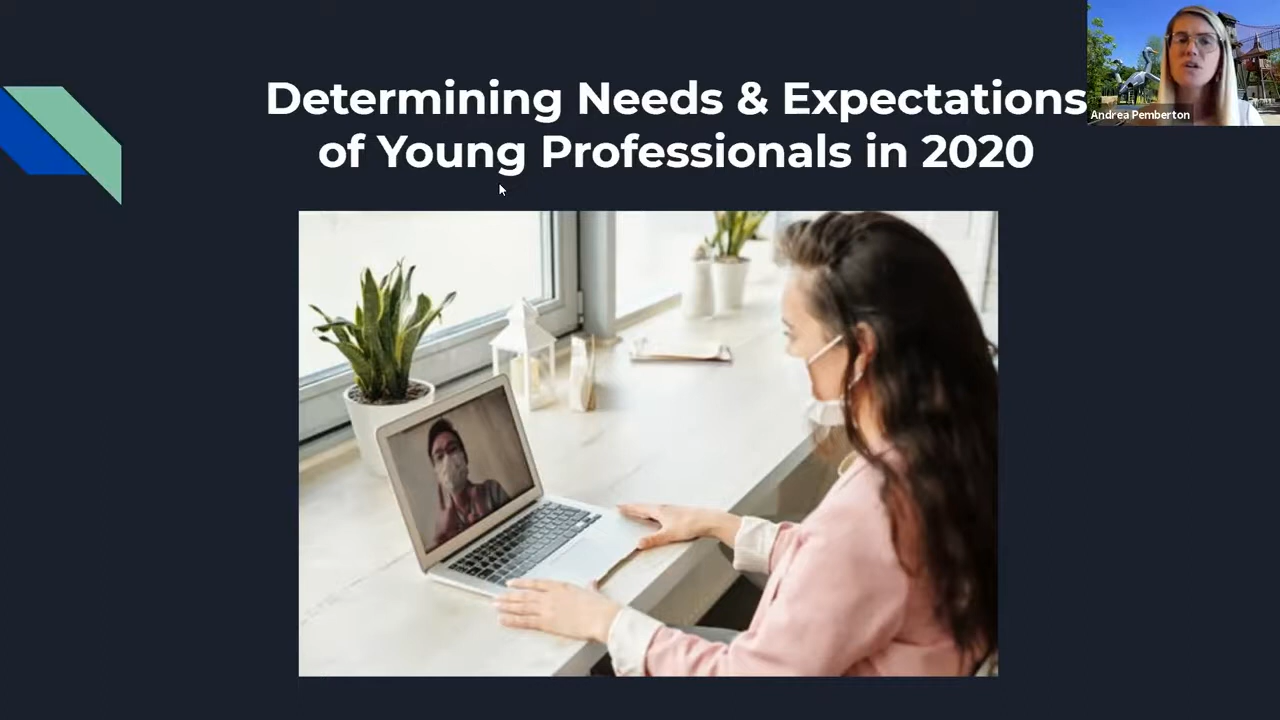 Determining Needs & Expectations
of Young Professionals in 2020
Andrea Pemberton